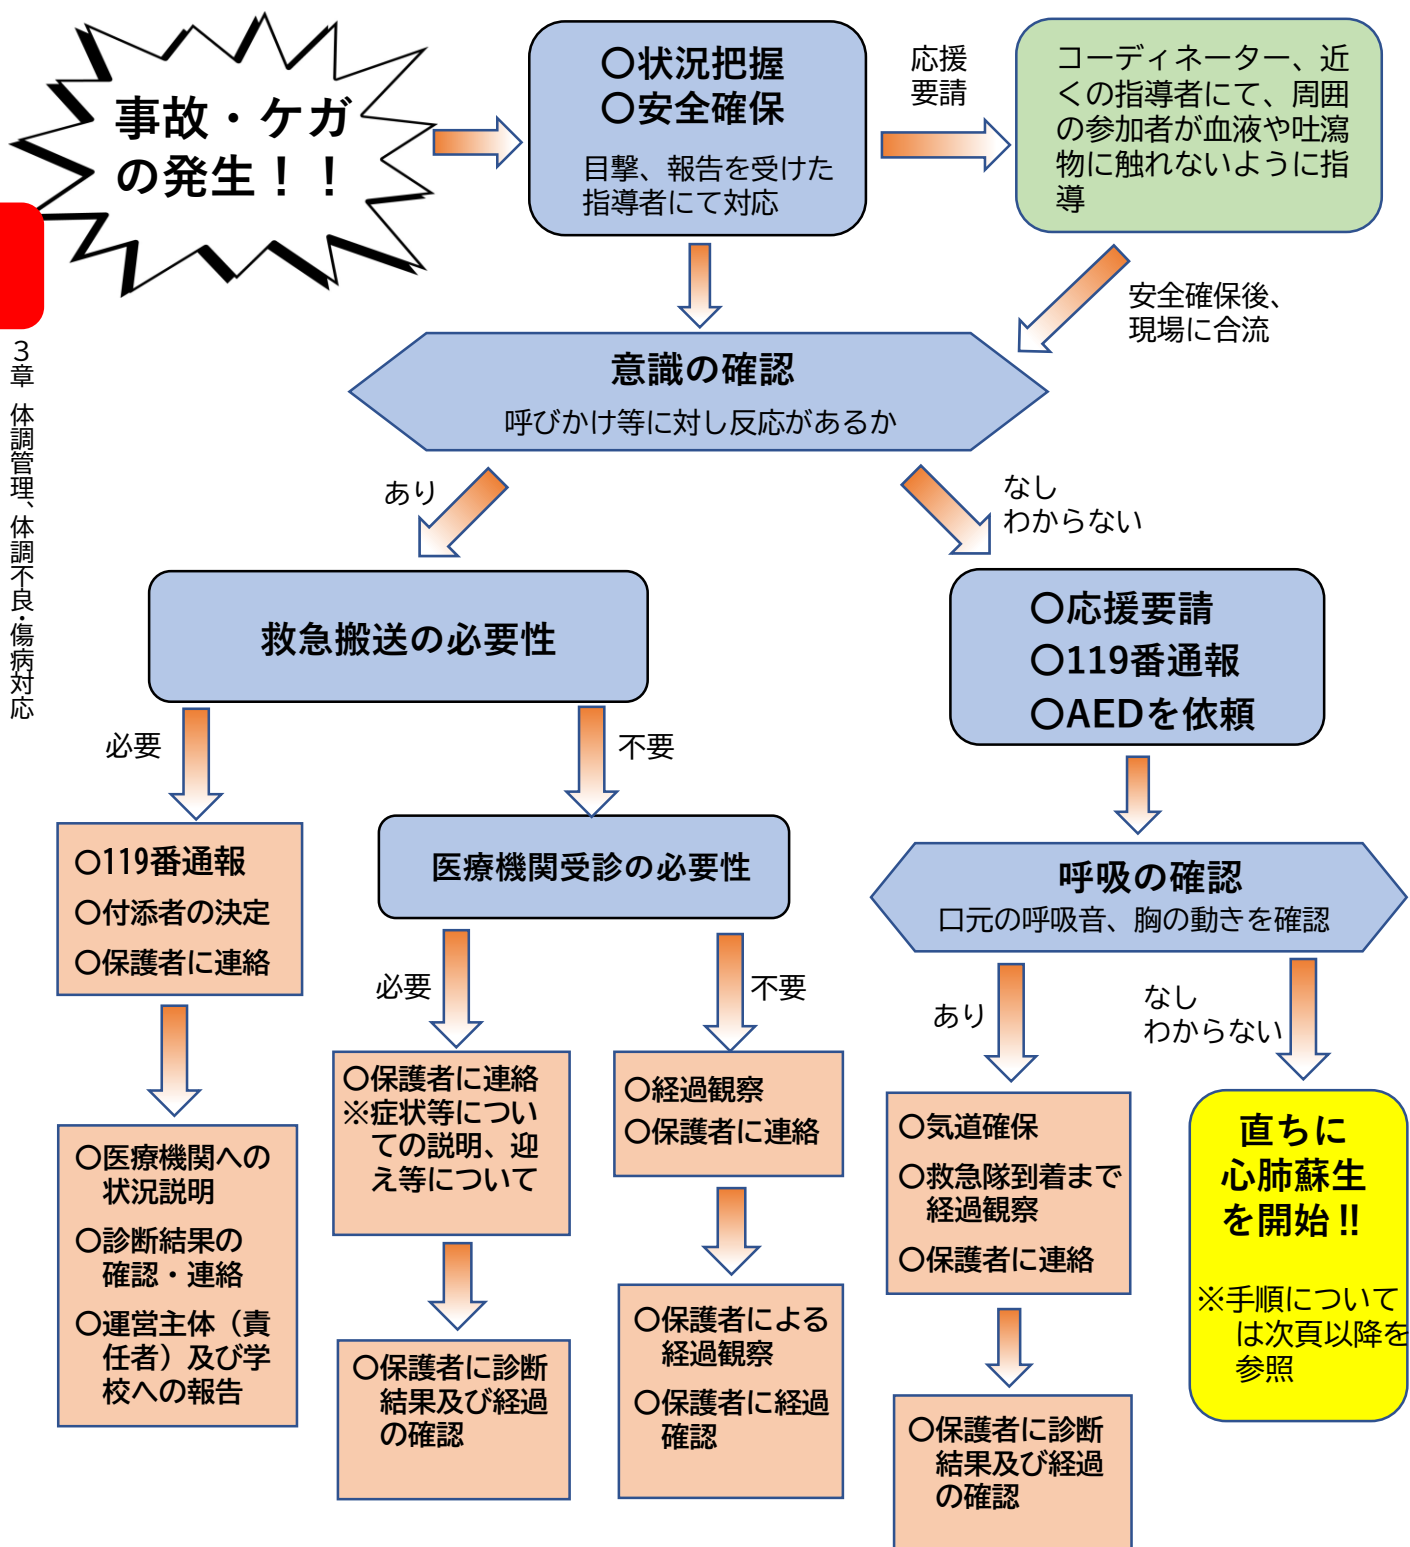 事故・ケガ
の発生！！
〇状況把握
〇安全確保
目撃、報告を受けた
指導者にて対応
応援
要請
コーディネーター、近
くの指導者にて、周囲
の参加者が血液や吐瀉
物に触れないように指
導
安全確保後、
現場に合流
3章 体調管理、体調不良・傷病対応
意識の確認
呼びかけ等に対し反応があるか
あり
なし
わからない
救急搬送の必要性
〇応援要請
〇119番通報
〇AEDを依頼
必要
不要
〇119番通報
〇付添者の決定
〇保護者に連絡
医療機関受診の必要性
呼吸の確認
口元の呼吸音、胸の動きを確認
必要
不要
あり
なし
わからない
〇医療機関への
状況説明
〇診断結果の
確認・連絡
〇運営主体（責
任者）及び学
校への報告
〇保護者に連絡
※症状等につい
ての説明、迎
え等について
〇経過観察
〇保護者に連絡
〇気道確保
〇救急隊到着まで
経過観察
〇保護者に連絡
直ちに
心肺蘇生
を開始‼
※手順について
は次頁以降を
参照
〇保護者に診断
結果及び経過
の確認
〇保護者による
経過観察
〇保護者に経過
確認
〇保護者に診断
結果及び経過
の確認